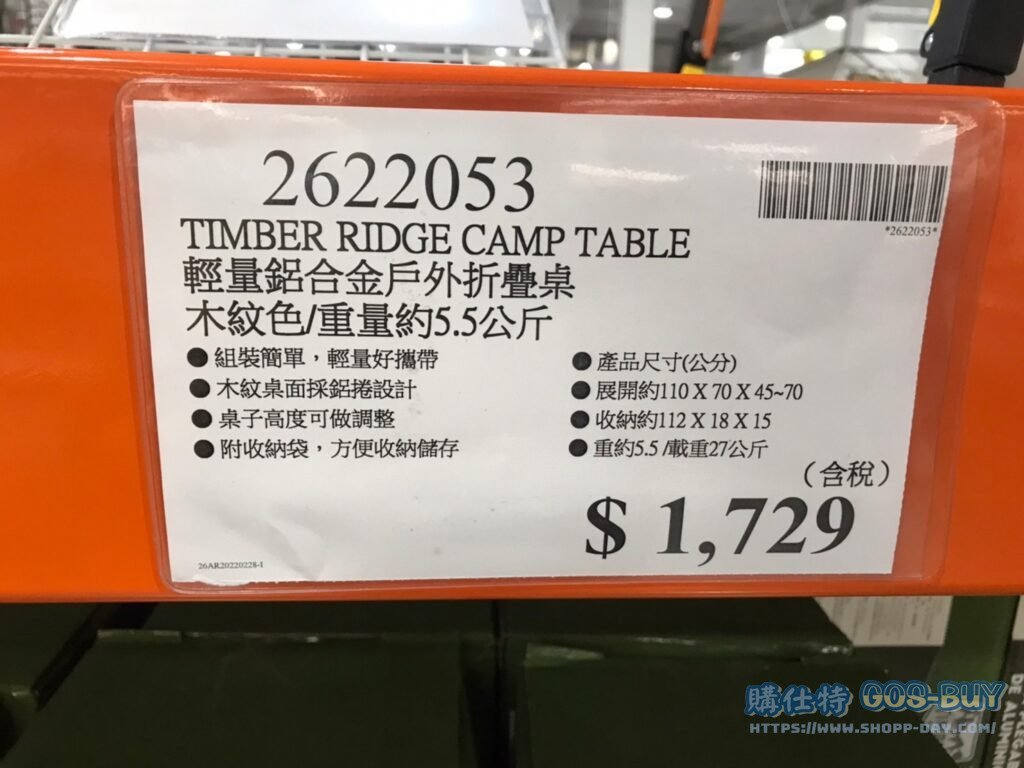 2622053
*2622053*
TIMBER RIDGE CAMP TABLE
輕量鋁合金戶外折疊桌
木紋色/重量約5.5公斤
●組裝簡單，輕量好攜帶
●木紋桌面採鋁捲設計
●桌子高度可做調整
●附收納袋，方便收納儲存
●產品尺寸(公分)
●展開約110 X 70 X 45~70
●收納約112 X 18 X 15
●重約5.5 /載重27公斤
（含稅）
$ 1,729
26AR20220228-1
購仕特 GOS-BUY
HTTPS://WWW.SHOPP-DAY.COM/